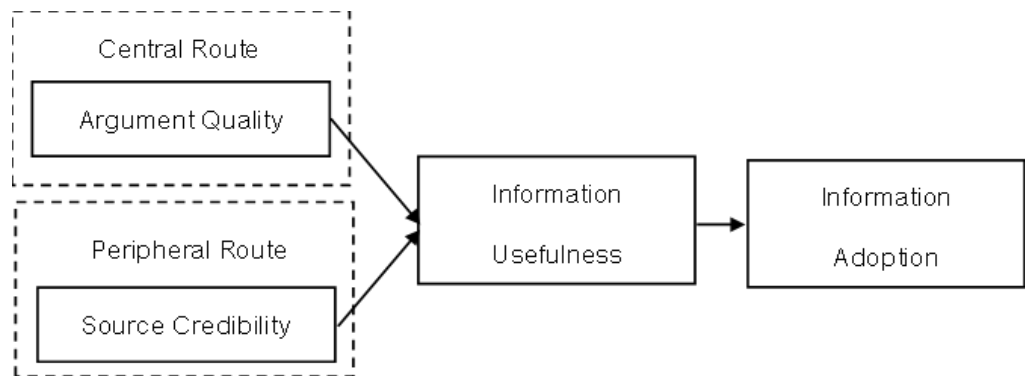 Central Route
Argument Quality
Peripheral Route
Source Credibility
Information
Usefulness
Information
Adoption